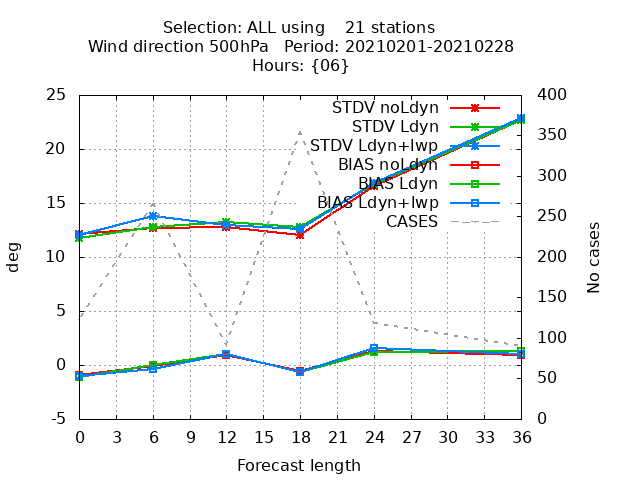 Selection: ALL using    21 stations
Wind direction 500hPa   Period: 20210201-20210228
Hours: {06}
25
20
15
10
5
0
-5
deg
STDV noLdyn
STDV Ldyn
STDV Ldyn+lwp
BIAS noLdyn
BIAS Ldyn
BIAS Ldyn+lwp
CASES
400
350
300
250
200
150
100
50
0
No cases
0 3 6 9 12 15 18 21 24 27 30 33 36
Forecast length